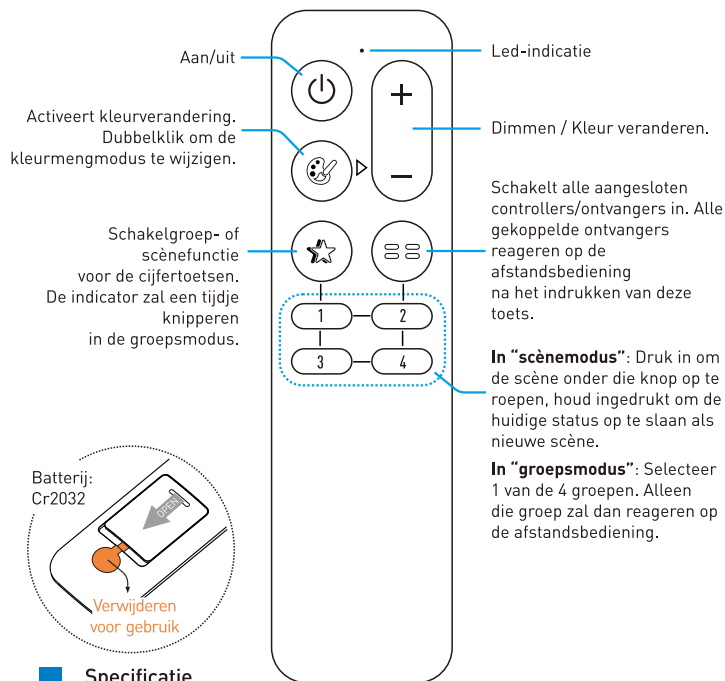 Aan/uit
Led-indicatie
Activeert kleurverandering.
Dubbelklik om de
kleurmengmodus te wijzigen.
Dimmen / Kleur veranderen.
Schakelgroep- of
scènefunctie
voor de cijfertoetsen.
De indicator zal een tijdje
knipperen
in de groepsmodus.
Schakelt alle aangesloten
controllers/ontvangers in. Alle
gekoppelde ontvangers
reageren op de
afstandsbediening
na het indrukken van deze
toets.
1
2
3
4
In “scènemodus”: Druk in om
de scène onder die knop op te
roepen, houd ingedrukt om de
huidige status op te slaan als
nieuwe scène.
In “groepsmodus”: Selecteer
1 van de 4 groepen. Alleen
die groep zal dan reageren op
de afstandsbediening.
Batterij:
Cr2032
OPEN
Verwijderen
voor gebruik
Specificatie